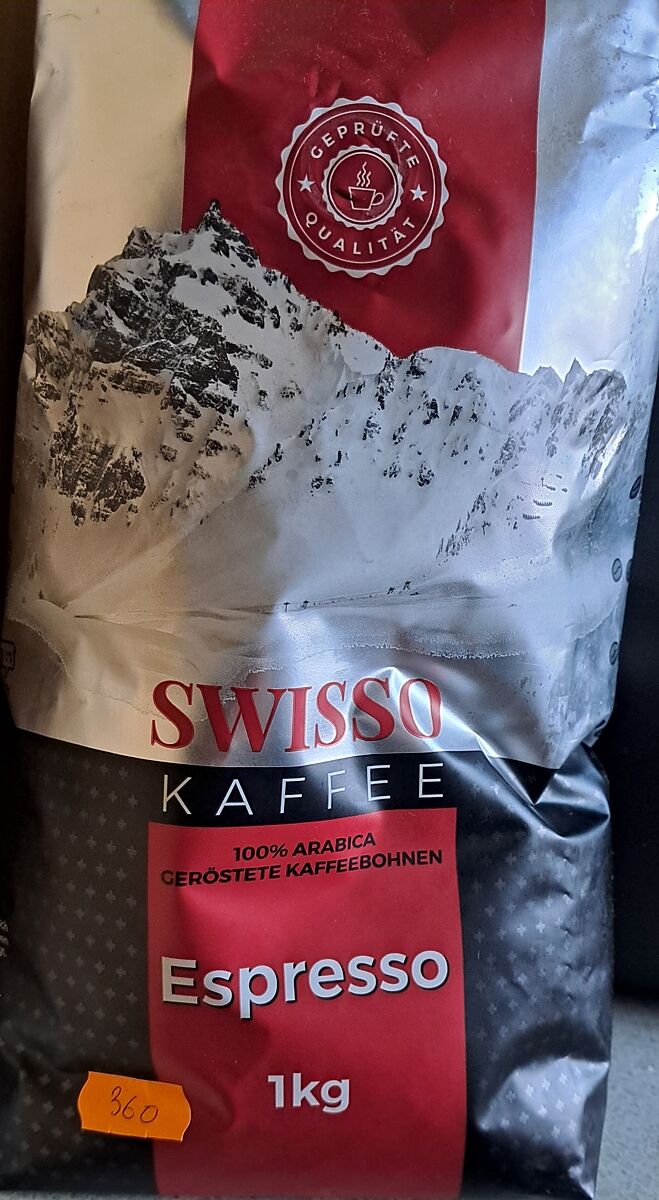 GEPRÜFTE
QUALITÄT
SWISSO
KAFFEE
100% ARABICA
GERÖSTETE KAFFEEBOHNEN
Espresso
1kg
360